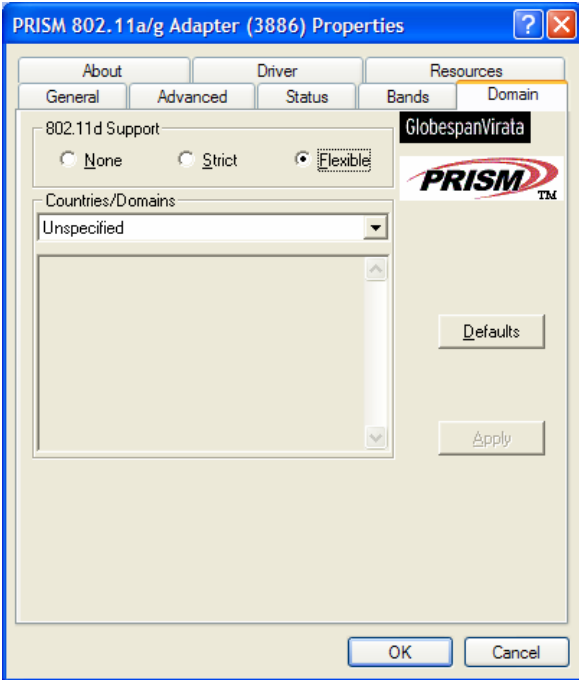 PRISM 802.11a/g Adapter (3886) Properties
About Driver Resources
General Advanced Status Bands Domain
802.11d Support
None Strict Flexible
GlobespanVirata
PRISM TM
Countries/Domains
Unspecified
Defaults
Apply
OK Cancel